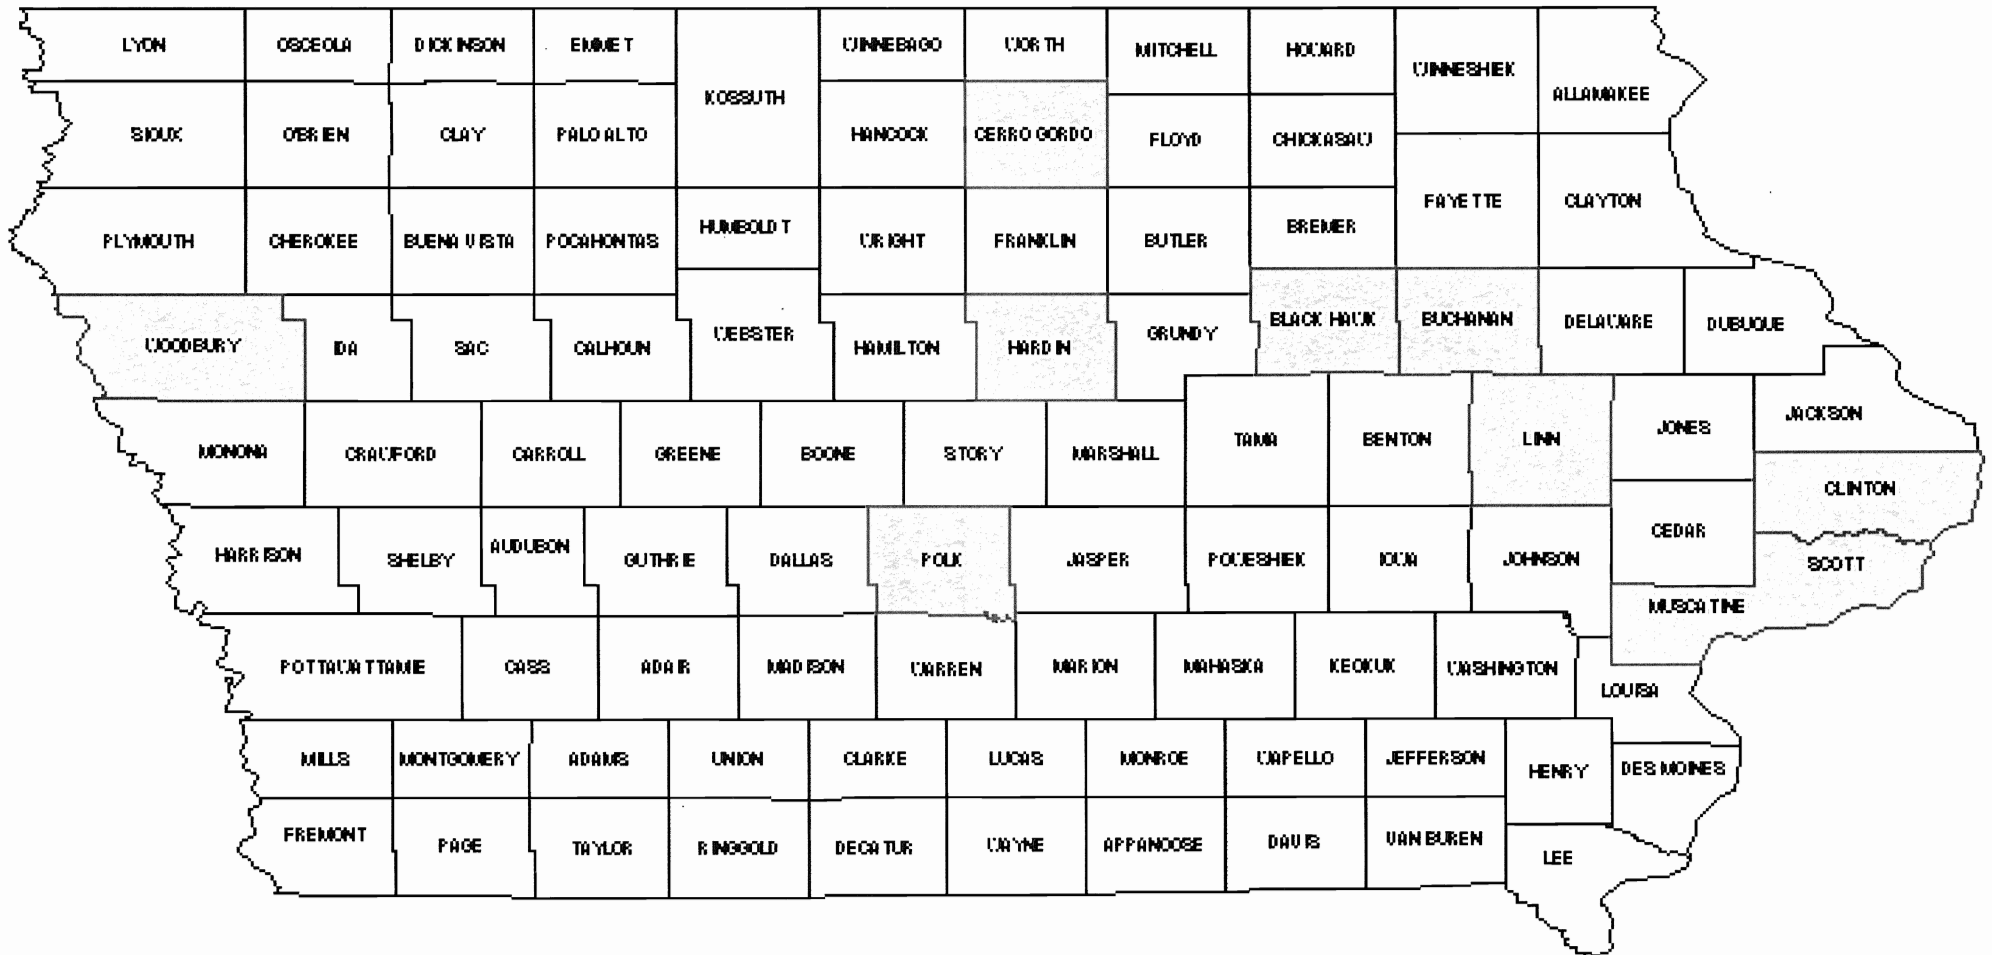 LYON
OSCEOLA
DICKINSON
EMMET
KOSSUTH
WINNEBAGO
WORTH
MITCHELL
HOWARD
WINNESHIEK
ALLAMAKEE
SIOUX
O'BRIEN
CLAY
PALO ALTO
HANCOCK
CERRO GORDO
FLOYD
CHICKASAW
FAYETTE
CLAYTON
PLYMOUTH
CHEROKEE
BUENA VISTA
POCAHONTAS
HUMBOLDT
WRIGHT
FRANKLIN
BUTLER
BREMER
WOODBURY
IDA
SAC
CALHOUN
WEBSTER
HAMILTON
HARDIN
GRUNDY
BLACK HAWK
BUCHANAN
DELAWARE
DUBUQUE
MONONA
CRAWFORD
CARROLL
GREENE
BOONE
STORY
MARSHALL
TAMA
BENTON
LINN
JONES
JACKSON
CLINTON
HARRISON
SHELBY
AUDUBON
GUTHRIE
DALLAS
POLK
JASPER
POWESHIEK
IOWA
JOHNSON
CEDAR
SCOTT
MUSCATINE
POTTAWATTAMIE
CASS
ADAIR
MADISON
WARREN
MARION
MAHASKA
KEOKUK
WASHINGTON
LOUISA
MILLS
MONTGOMERY
ADAMS
UNION
CLARKE
LUCAS
MONROE
WAPELLO
JEFFERSON
HENRY
DES MOINES
FREMONT
PAGE
TAYLOR
RINGGOLD
DECATUR
WAYNE
APPANOOSE
DAVIS
VAN BUREN
LEE